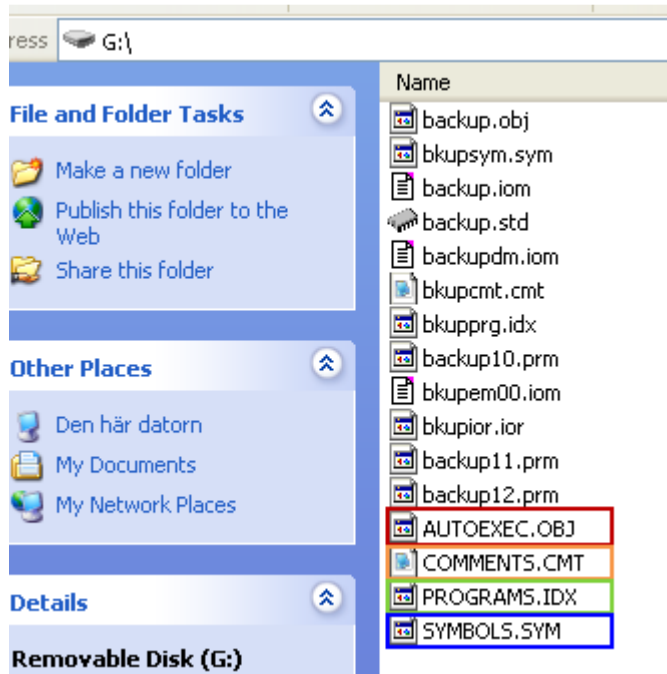 ress G:\
File and Folder Tasks
Make a new folder
Publish this folder to the
Web
Share this folder
Other Places
Den här datorn
My Documents
My Network Places
Details
Removable Disk (G:)
Name
backup.obj
bkupsym.sym
backup.iom
backup.std
backupdm.iom
bkupcmt.cmt
bkupprg.idx
backup10.prm
bkupem00.iom
bkupior.ior
backup11.prm
backup12.prm
AUTOEXEC.OBJ
COMMENTS.CMT
PROGRAMS.IDX
SYMBOLS.SYM